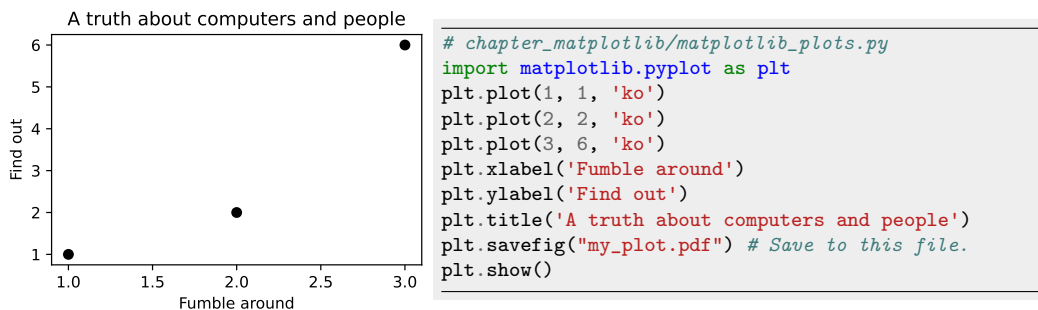 A truth about computers and people
6
5
4
3
2
1
Find out
1.0 1.5 2.0 2.5 3.0
Fumble around
# chapter_matplotlib/matplotlib_plots.py
import matplotlib.pyplot as plt
plt.plot(1, 1, 'ko')
plt.plot(2, 2, 'ko')
plt.plot(3, 6, 'ko')
plt.xlabel('Fumble around')
plt.ylabel('Find out')
plt.title('A truth about computers and people')
plt.savefig("my_plot.pdf") # Save to this file.
plt.show()